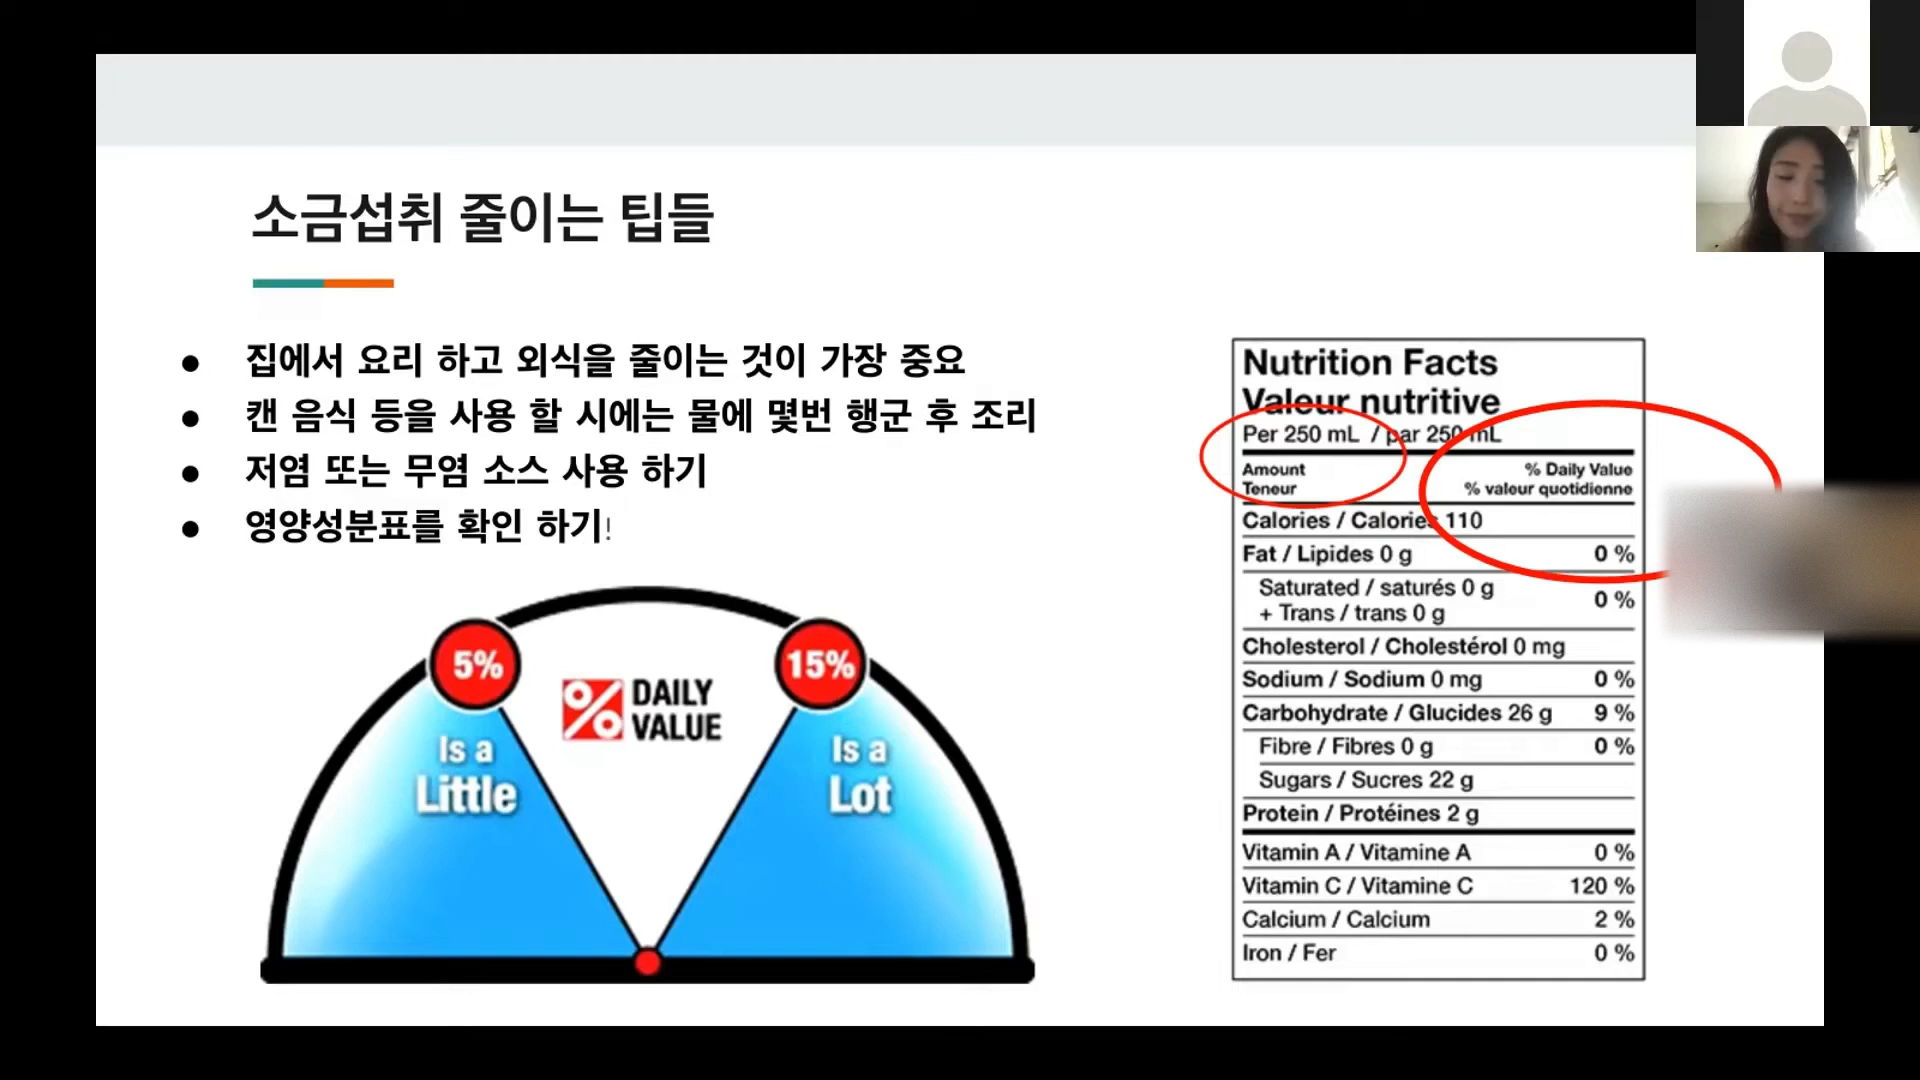 소금섭취 줄이는 팁들
● 집에서 요리 하고 외식을 줄이는 것이 가장 중요
● 캔 음식 등을 사용 할 시에는 물에 몇번 행군 후 조리
● 저염 또는 무염 소스 사용 하기
● 영양성분표를 확인 하기!
5%
Is a
Little
% DAILY
VALUE
15%
Is a
Lot
Nutrition Facts
Valeur nutritive
Per 250 mL / par 250 mL
Amount % Daily Value
Teneur % valeur quotidienne
Calories / Calories 110
Fat / Lipides 0 g 0 %
Saturated / saturés 0 g
+ Trans / trans 0 g 0 %
Cholesterol / Cholestérol 0 mg
Sodium / Sodium 0 mg 0 %
Carbohydrate / Glucides 26 g 9 %
Fibre / Fibres 0 g 0 %
Sugars / Sucres 22 g
Protein / Protéines 2 g
Vitamin A / Vitamine A 0 %
Vitamin C / Vitamine C 120 %
Calcium / Calcium 2 %
Iron / Fer 0 %